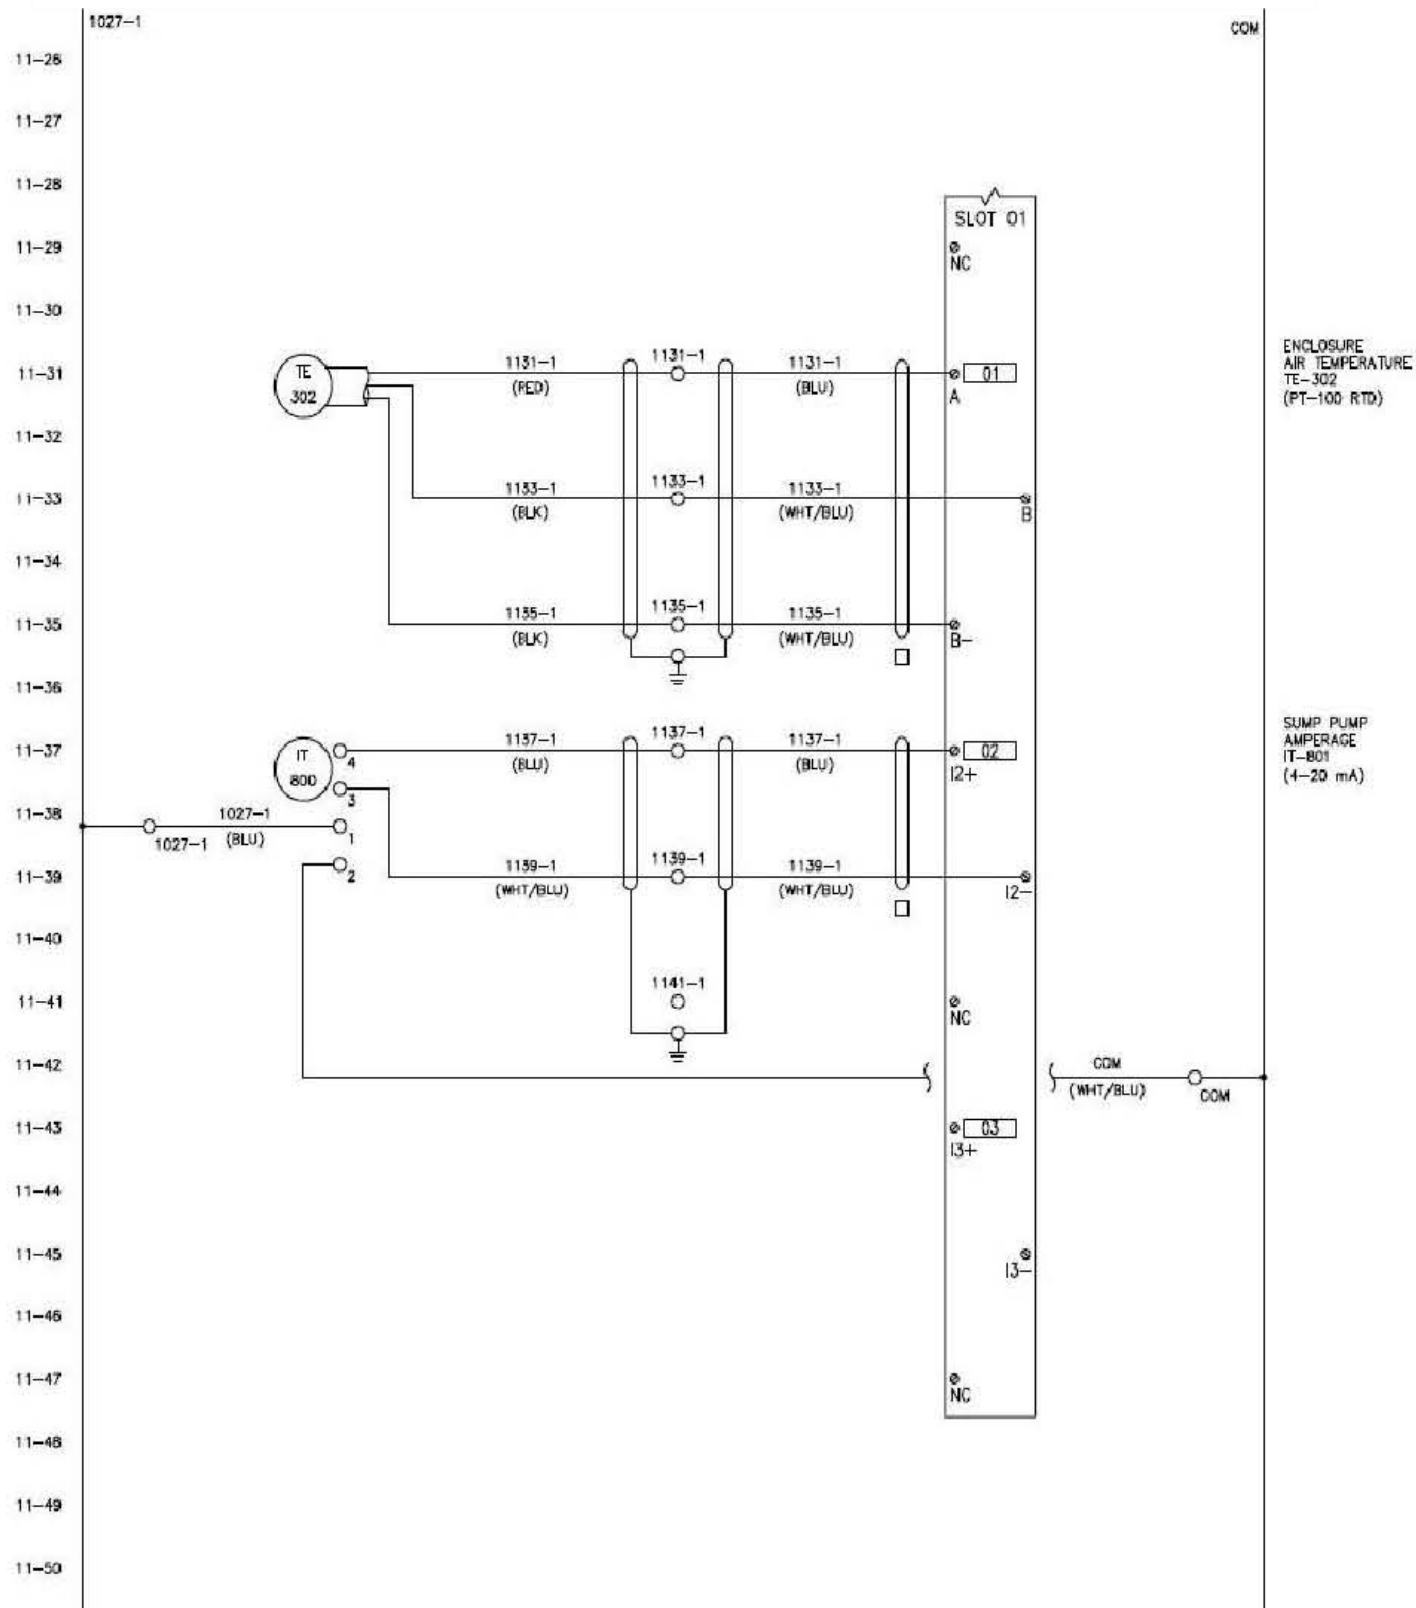 1027-1
COM
11-26
11-27
11-28
SLOT 01
11-29
NC
11-30
ENCLOSURE
AIR TEMPERATURE
TE-302
(PT-100 RTD)
11-31
TE
302
1131-1
(RED)
1131-1
1131-1
(BLU)
01
A
11-32
11-33
1133-1
(BLK)
1133-1
1133-1
(WHT/BLU)
B
11-34
11-35
1135-1
(BLK)
1135-1
1135-1
(WHT/BLU)
B-
11-36
SUMP PUMP
AMPERAGE
IT-801
(4-20 mA)
11-37
IT
800
4
1137-1
(BLU)
1137-1
1137-1
(BLU)
02
I2+
3
11-38
1027-1
1027-1
(BLU)
1
2
11-39
1139-1
(WHT/BLU)
1139-1
1139-1
(WHT/BLU)
I2-
11-40
1141-1
11-41
NC
11-42
COM
(WHT/BLU)
COM
11-43
03
I3+
11-44
11-45
I3-
11-46
11-47
NC
11-48
11-49
11-50